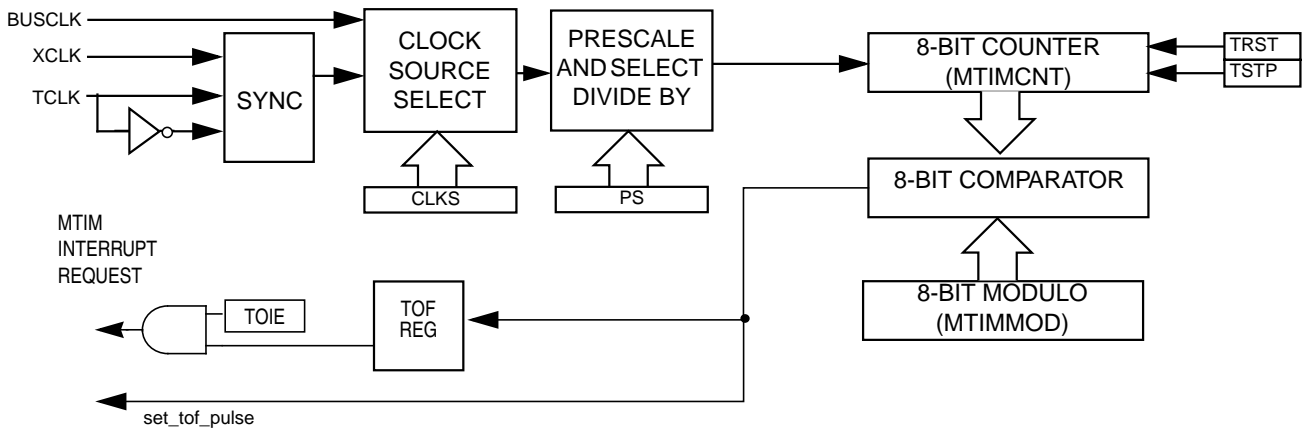 BUSCLK
XCLK
TCLK
SYNC
CLOCK
SOURCE
SELECT
CLKS
PRESCALE
AND SELECT
DIVIDE BY
PS
8-BIT COUNTER
(MTIMCNT)
TRST
TSTP
8-BIT COMPARATOR
8-BIT MODULO
(MTIMMOD)
MTIM
INTERRUPT
REQUEST
TOIE
TOF
REG
set_tof_pulse